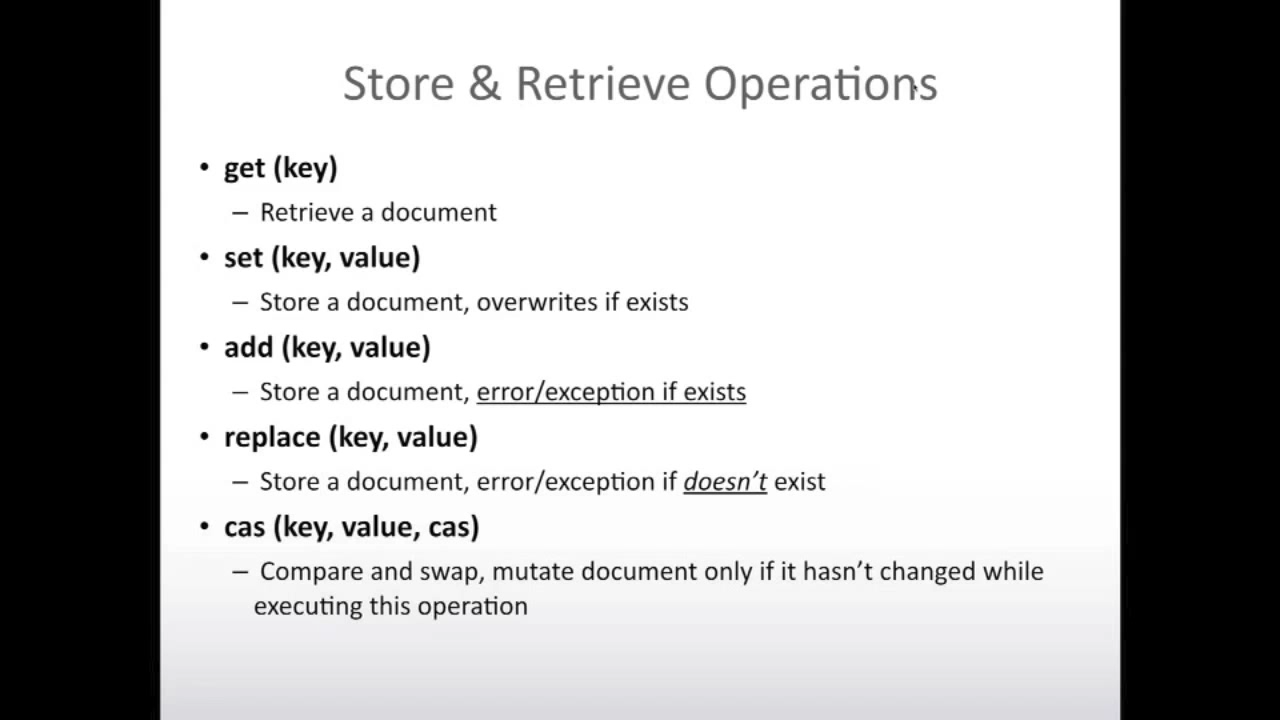 Store & Retrieve Operations
• get (key)
– Retrieve a document
• set (key, value)
– Store a document, overwrites if exists
• add (key, value)
– Store a document, error/exception if exists
• replace (key, value)
– Store a document, error/exception if doesn’t exist
• cas (key, value, cas)
– Compare and swap, mutate document only if it hasn’t changed while
executing this operation